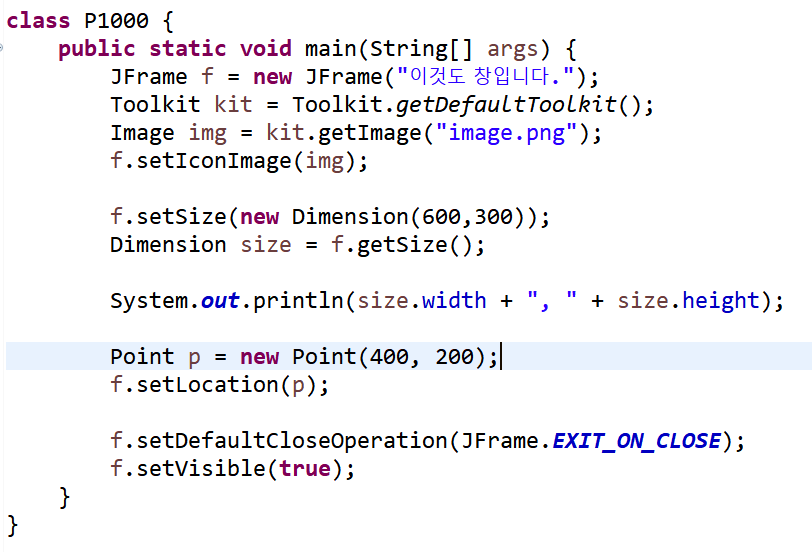 class P1000 {
    public static void main(String[] args) {
        JFrame f = new JFrame("이것도 창입니다.");
        Toolkit kit = Toolkit.getDefaultToolkit();
        Image img = kit.getImage("image.png");
        f.setIconImage(img);

        f.setSize(new Dimension(600,300));
        Dimension size = f.getSize();

        System.out.println(size.width + ", " + size.height);

        Point p = new Point(400, 200);
        f.setLocation(p);

        f.setDefaultCloseOperation(JFrame.EXIT_ON_CLOSE);
        f.setVisible(true);
    }
}